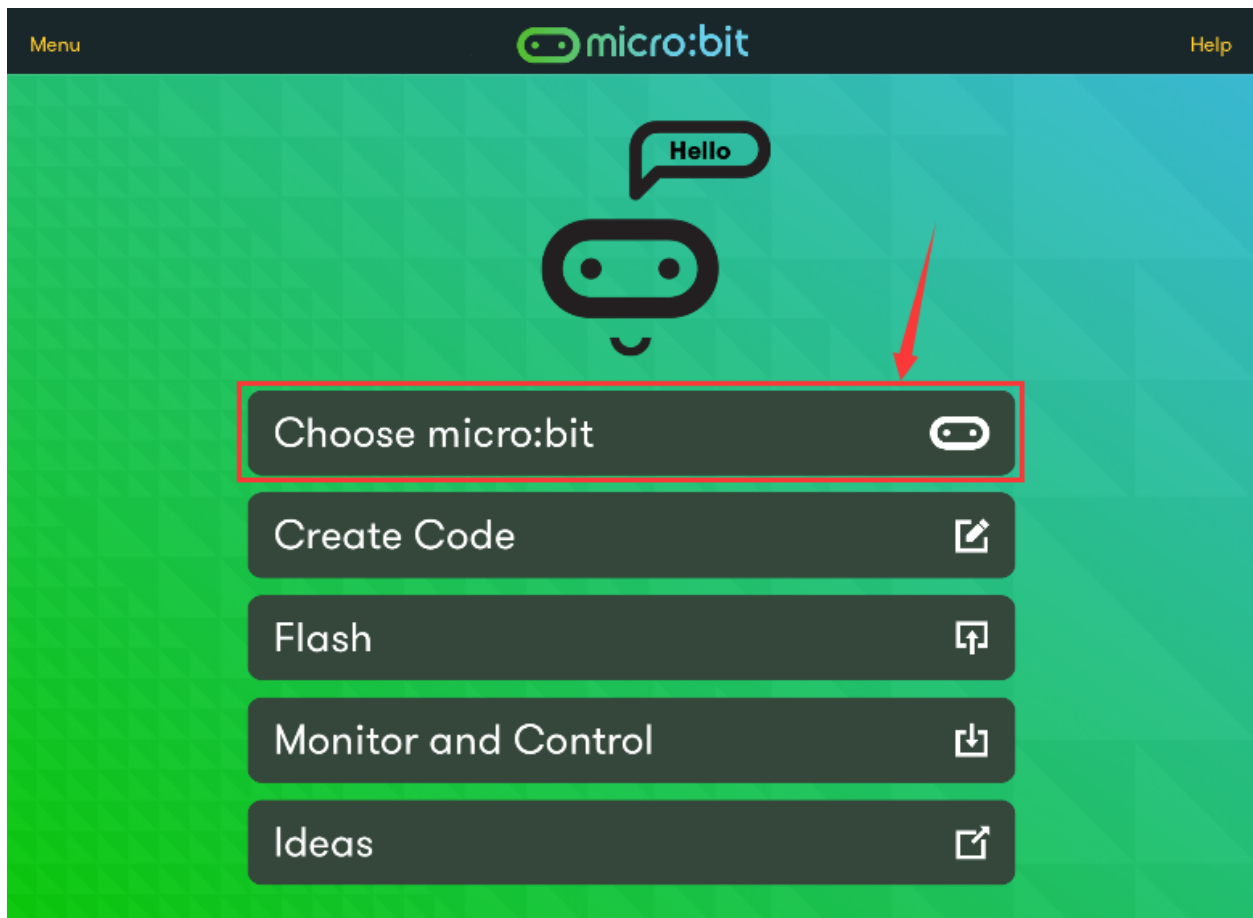 Menu
micro:bit
Help
Hello
Choose micro:bit
Create Code
Flash
Monitor and Control
Ideas